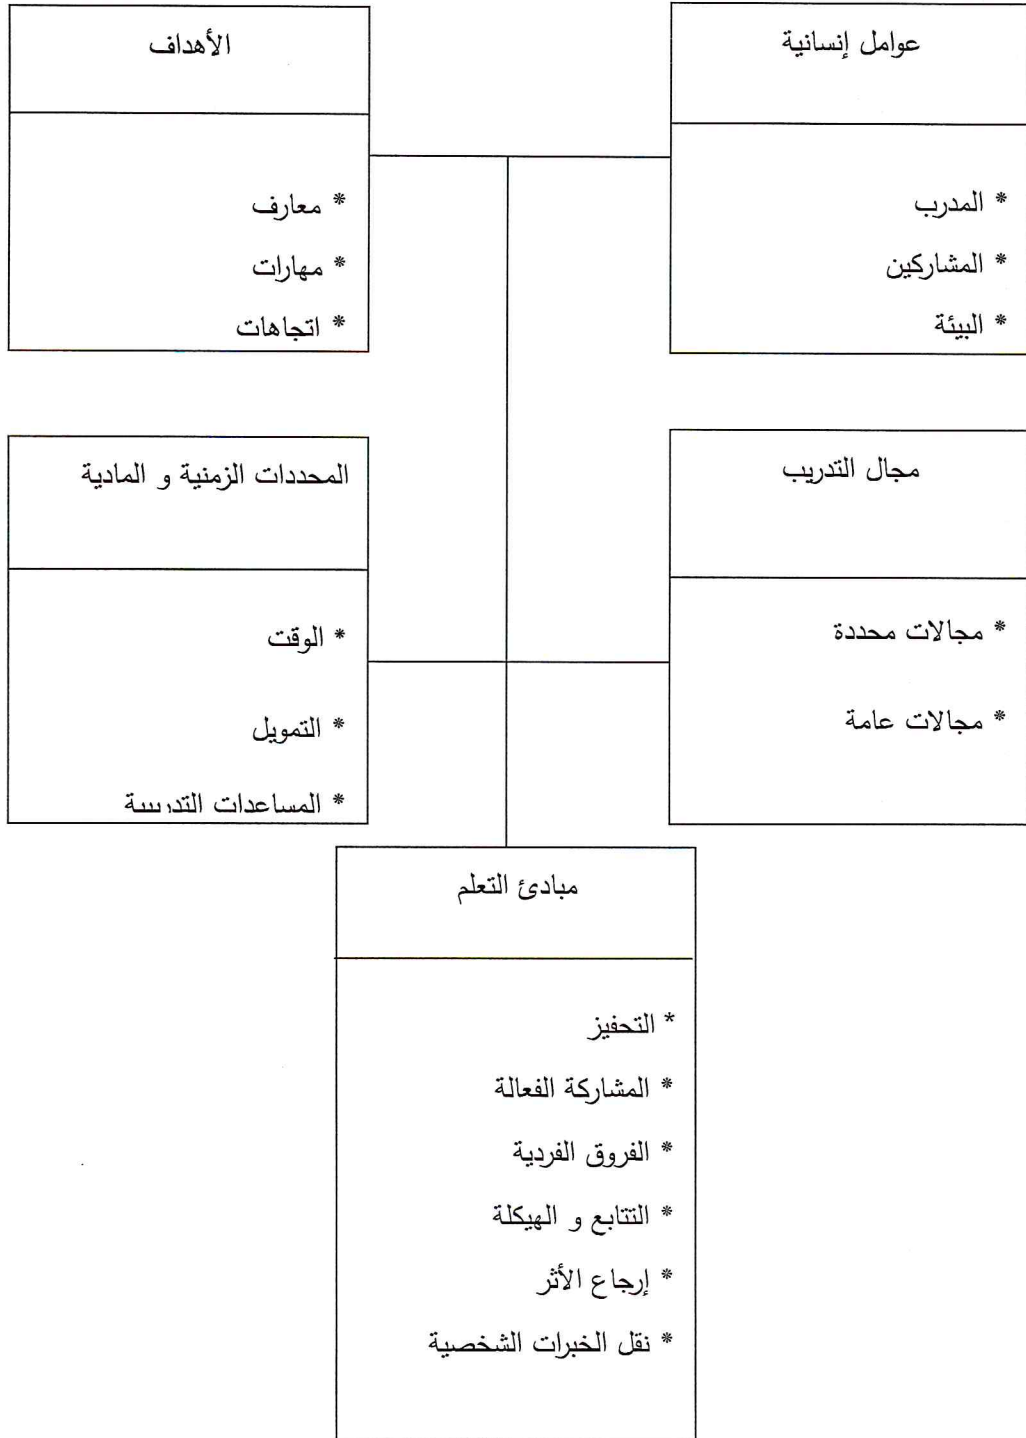 عوامل إنسانية
* المدرب
* المشاركين
* البيئة
الأهداف
* معارف
* مهارات
* اتجاهات
مجال التدريب
* مجالات محددة
* مجالات عامة
المحددات الزمنية و المادية
* الوقت
* التمويل
* المساعدات التدريبية
مبادئ التعلم
* التحفيز
* المشاركة الفعالة
* الفروق الفردية
* التتابع و الهيكلة
* إرجاع الأثر
* نقل الخبرات الشخصية